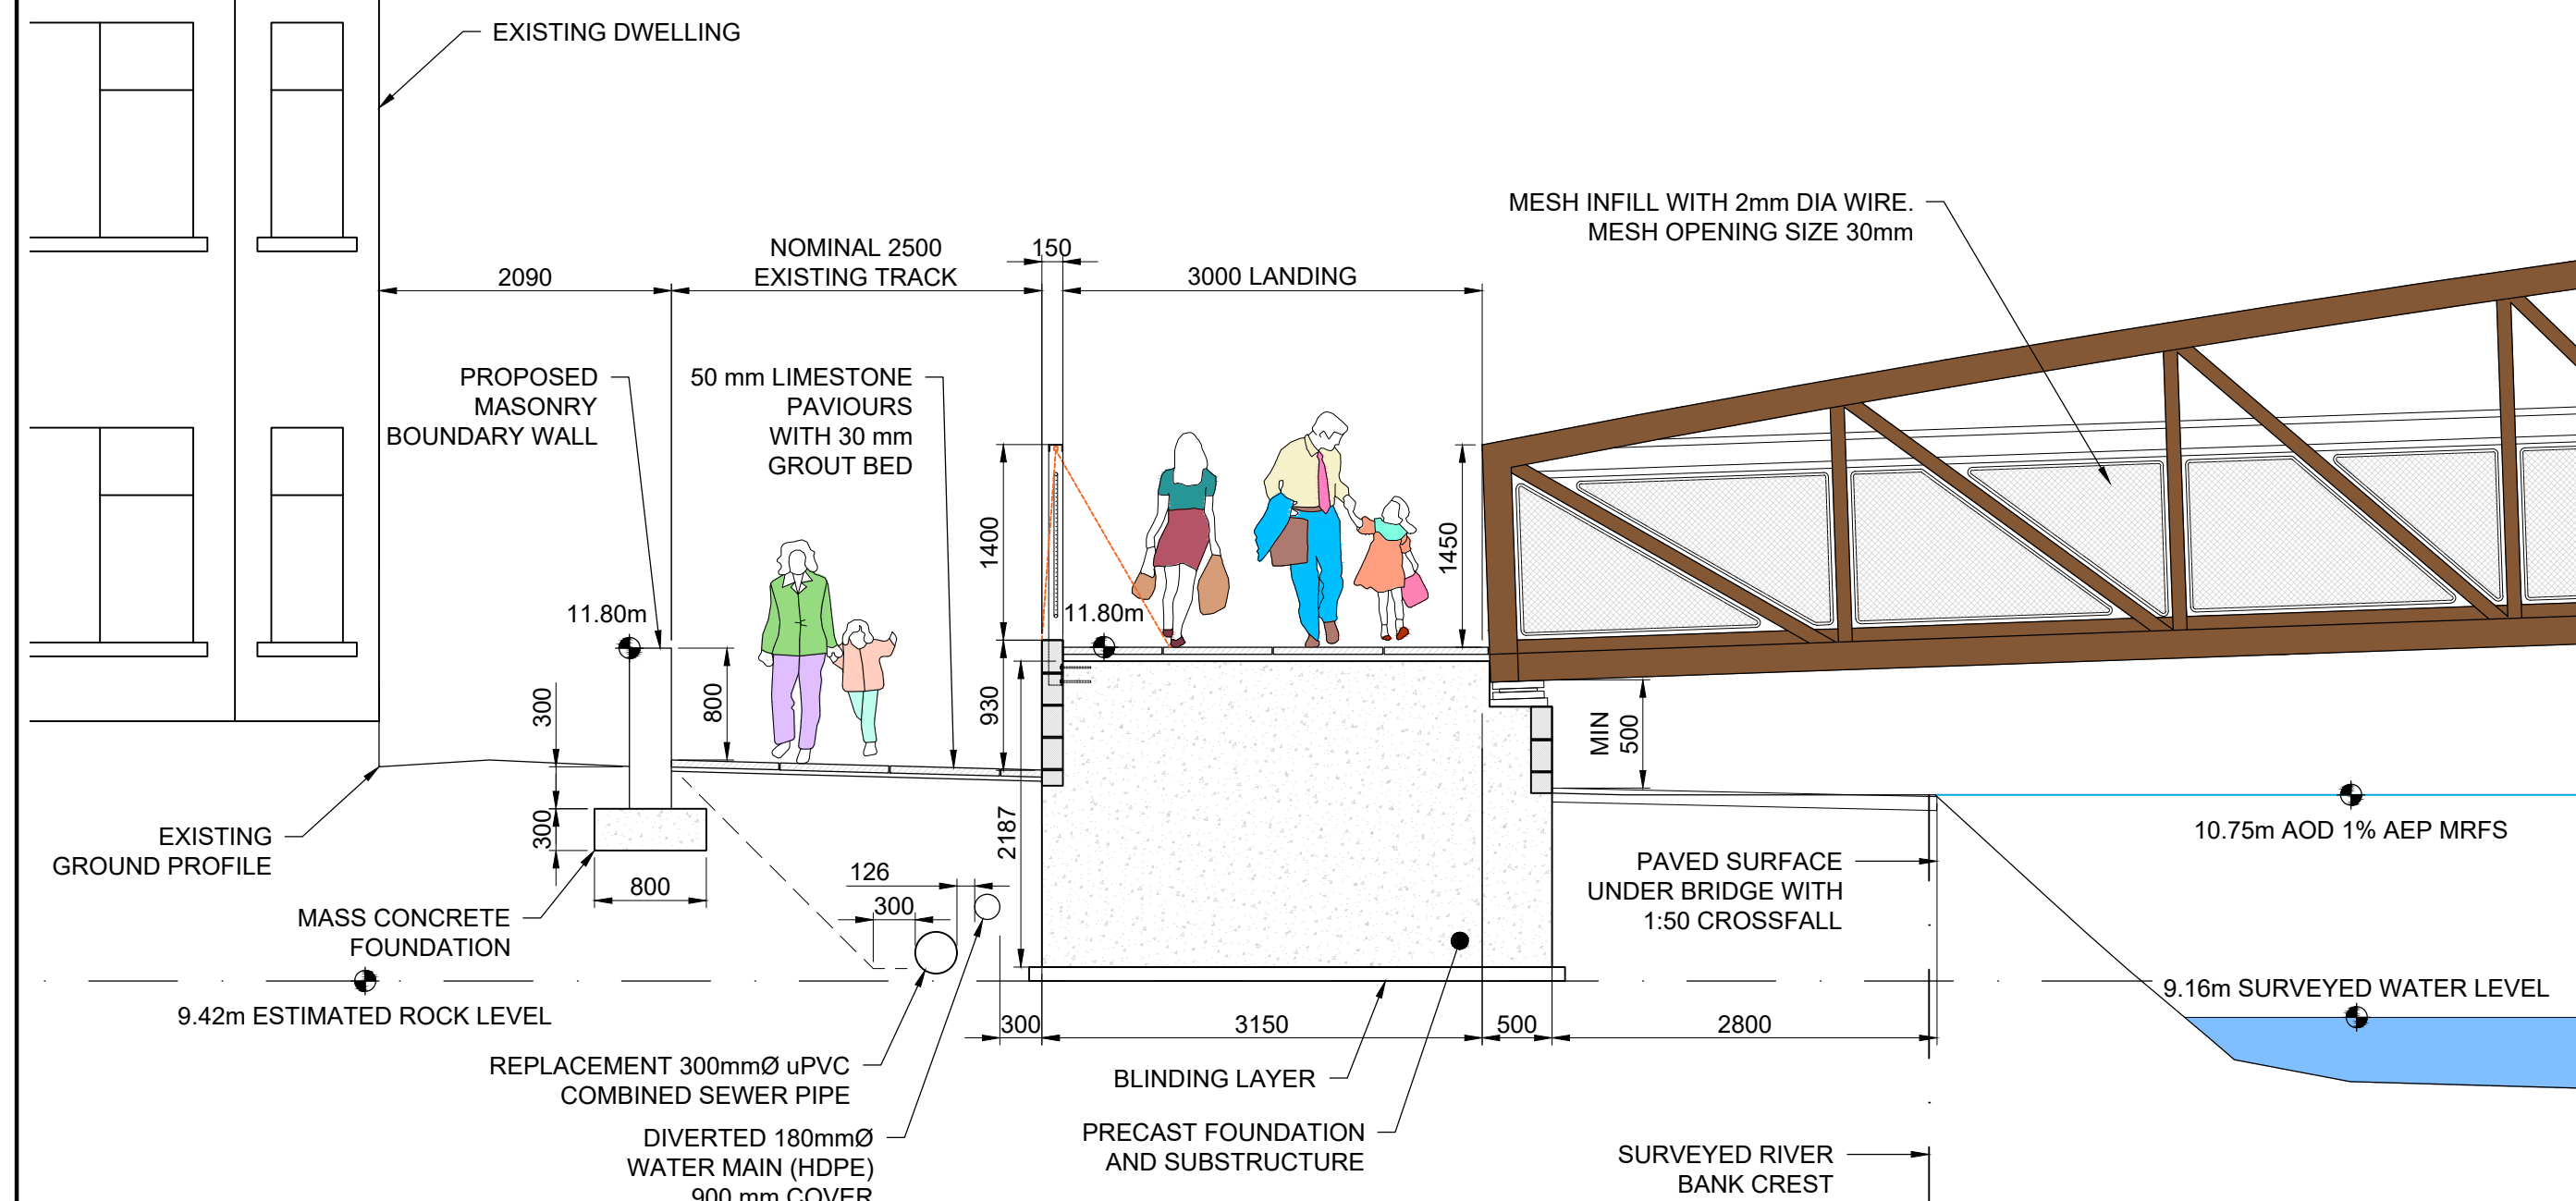 EXISTING DWELLING
MESH INFILL WITH 2mm DIA WIRE.
MESH OPENING SIZE 30mm
2090
NOMINAL 2500
EXISTING TRACK
150
3000 LANDING
PROPOSED
MASONRY
BOUNDARY WALL
50 mm LIMESTONE
PAVIOURS
WITH 30 mm
GROUT BED
1400
1450
11.80m
11.80m
300
800
930
MIN
500
300
800
2187
EXISTING
GROUND PROFILE
MASS CONCRETE
FOUNDATION
126
300
10.75m AOD 1% AEP MRFS
PAVED SURFACE
UNDER BRIDGE WITH
1:50 CROSSFALL
9.42m ESTIMATED ROCK LEVEL
9.16m SURVEYED WATER LEVEL
300
3150
500
2800
REPLACEMENT 300mmØ uPVC
COMBINED SEWER PIPE
BLINDING LAYER
DIVERTED 180mmØ
WATER MAIN (HDPE)
900 mm COVER
PRECAST FOUNDATION
AND SUBSTRUCTURE
SURVEYED RIVER
BANK CREST